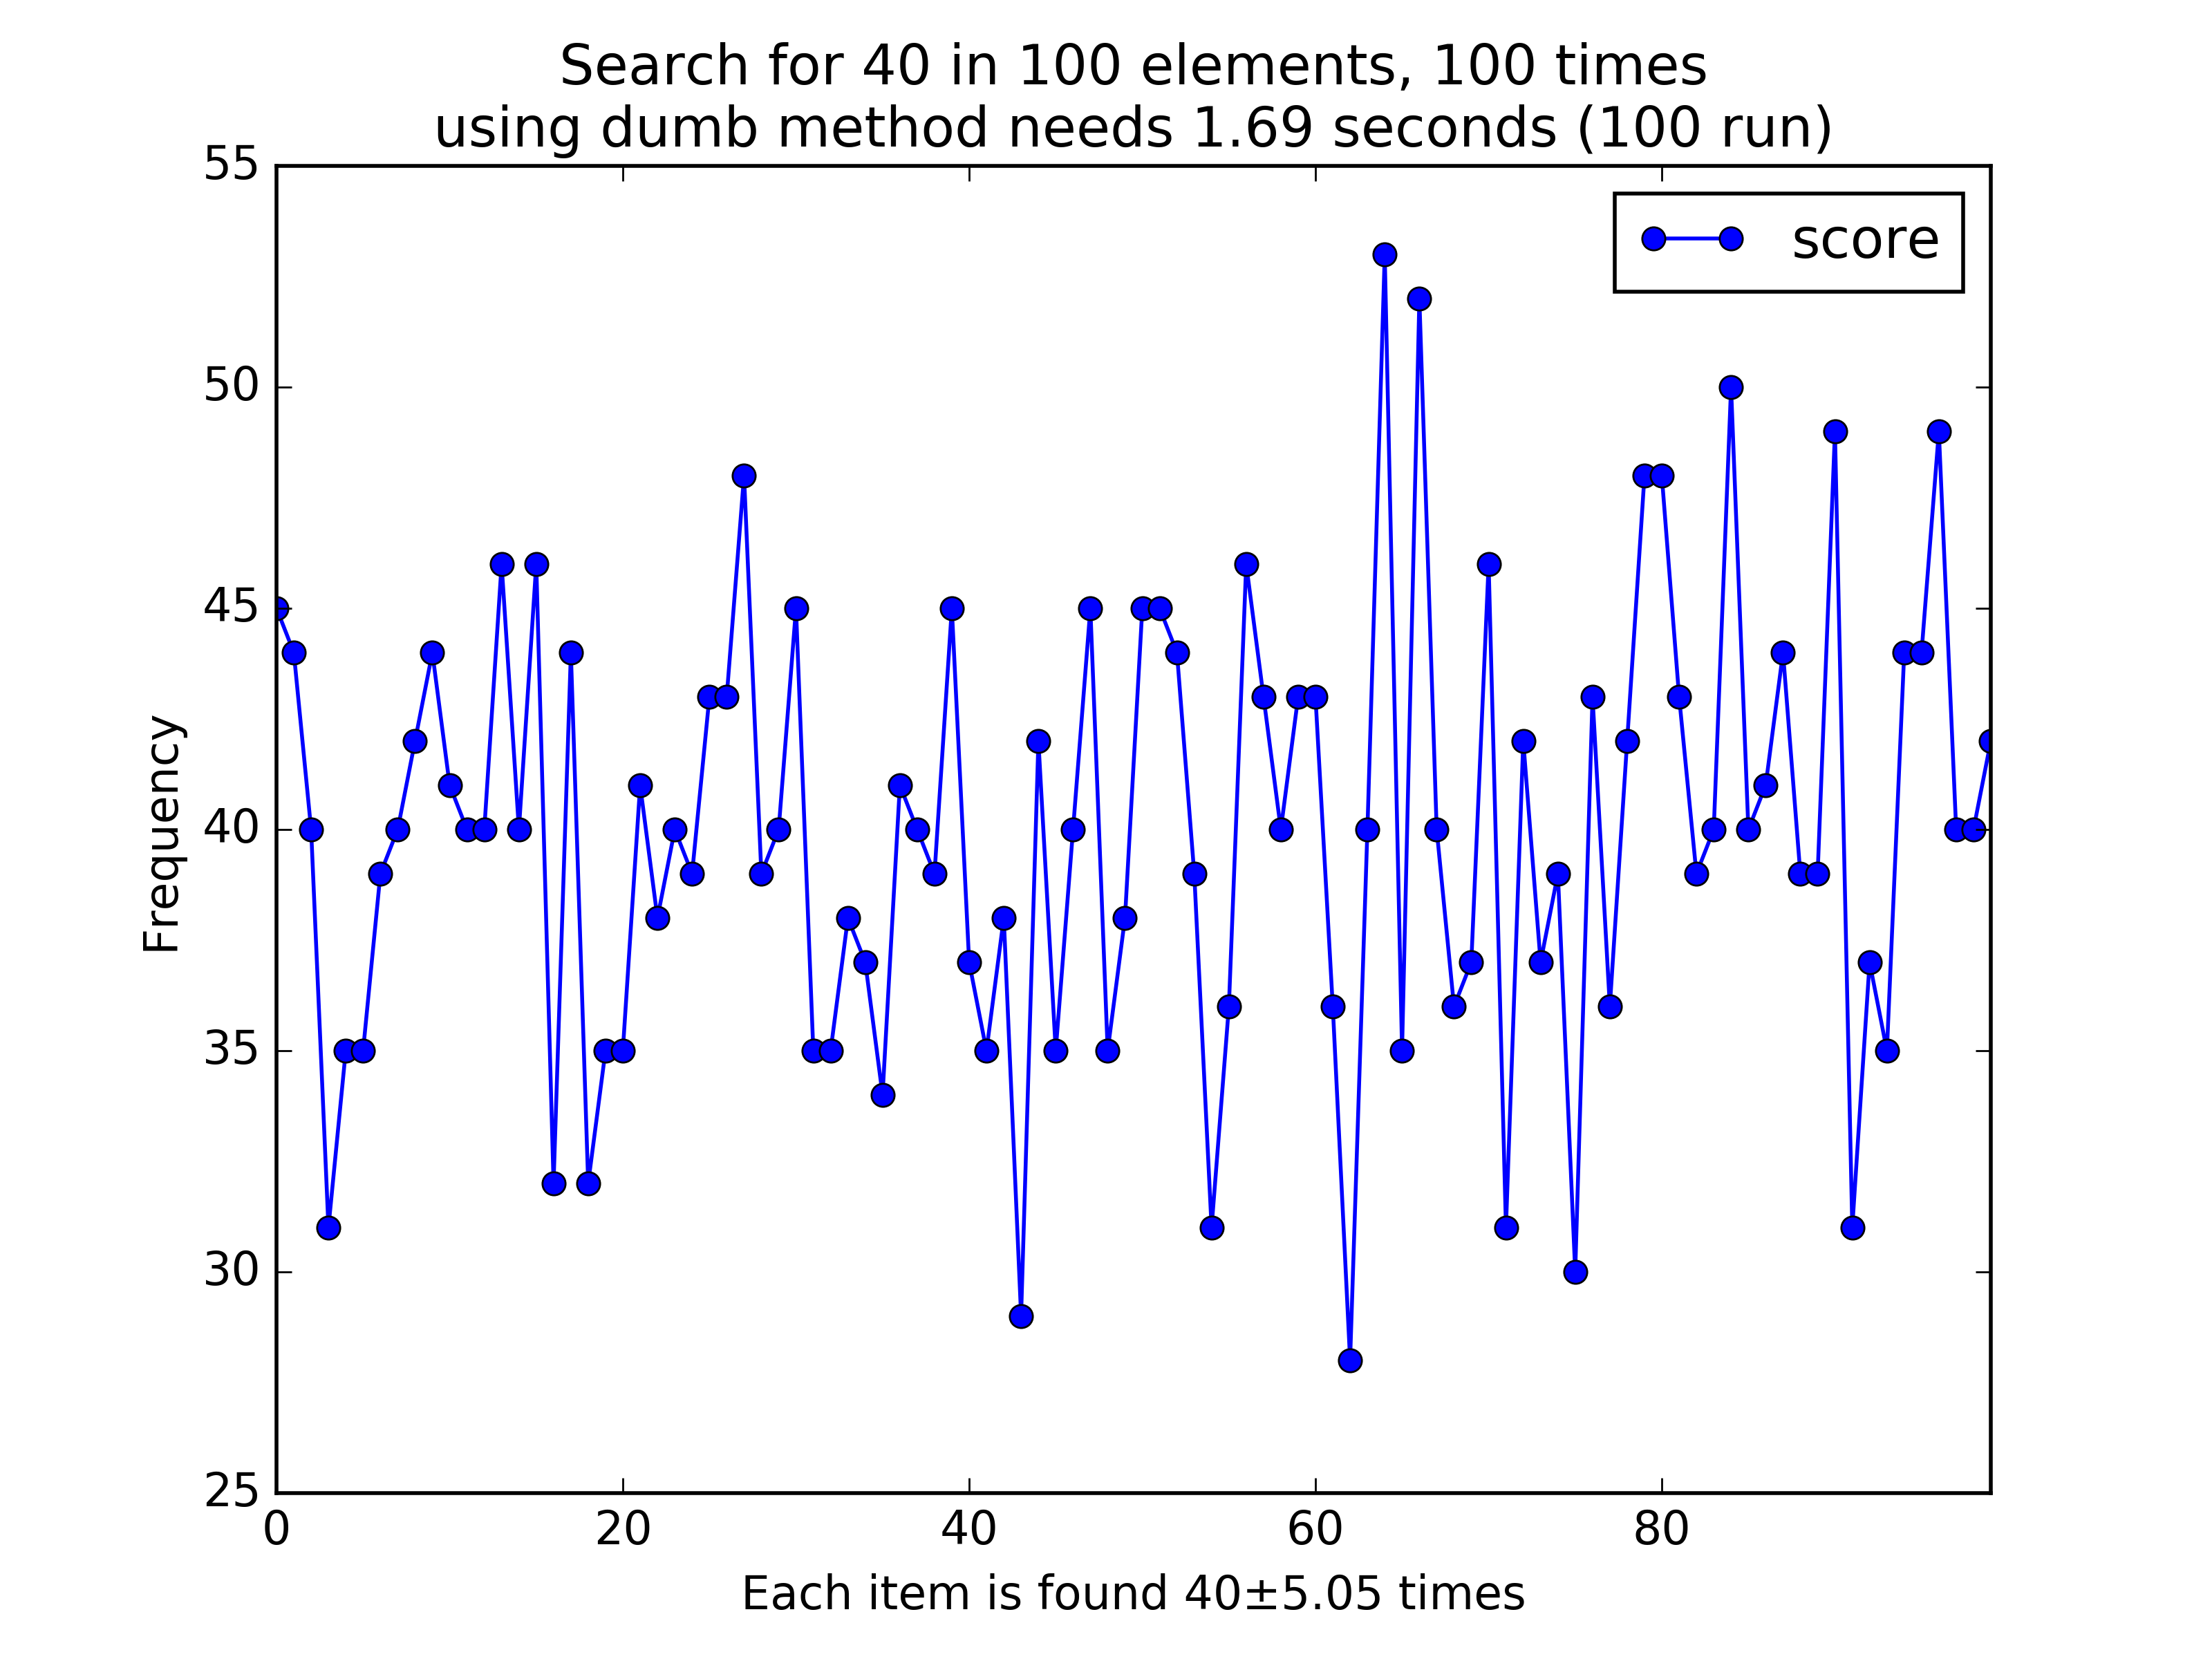 Search for 40 in 100 elements, 100 times
using dumb method needs 1.69 seconds (100 run)
score
55
50
45
40
35
30
25
Frequency
0 20 40 60 80
Each item is found 40±5.05 times